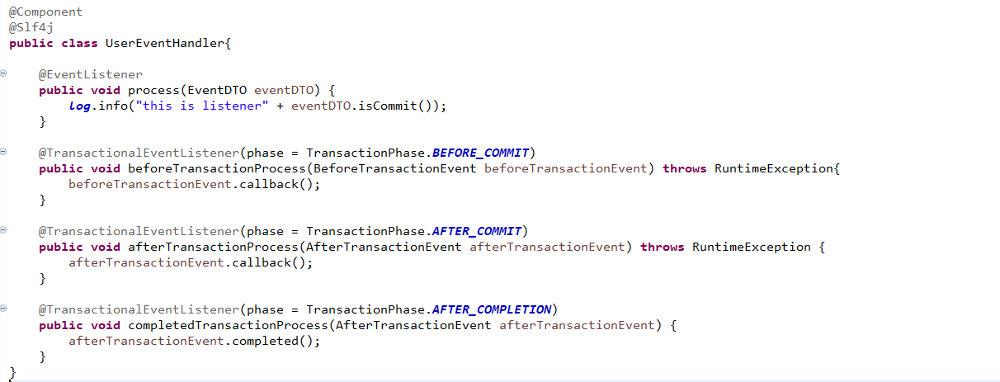 @Component
@Slf4j
public class UserEventHandler{
@EventListener
public void process(EventDTO eventDTO) {
log.info("this is listener" + eventDTO.isCommit());
}
@TransactionalEventListener(phase = TransactionPhase.BEFORE_COMMIT)
public void beforeTransactionProcess(BeforeTransactionEvent beforeTransactionEvent) throws RuntimeException{
beforeTransactionEvent.callback();
}
@TransactionalEventListener(phase = TransactionPhase.AFTER_COMMIT)
public void afterTransactionProcess(AfterTransactionEvent afterTransactionEvent) throws RuntimeException {
afterTransactionEvent.callback();
}
@TransactionalEventListener(phase = TransactionPhase.AFTER_COMPLETION)
public void completedTransactionProcess(AfterTransactionEvent afterTransactionEvent) {
afterTransactionEvent.completed();
}
}